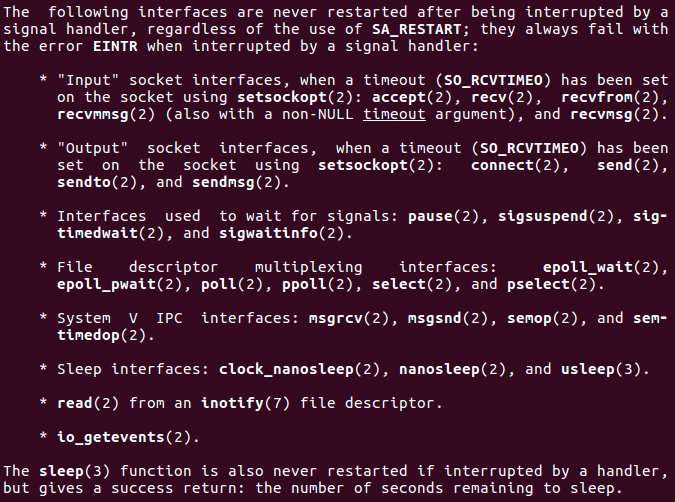 The following interfaces are never restarted after being interrupted by a
signal handler, regardless of the use of SA_RESTART; they always fail with
the error EINTR when interrupted by a signal handler:
* "Input" socket interfaces, when a timeout (SO_RCVTIMEO) has been set
on the socket using setsockopt(2): accept(2), recv(2), recvfrom(2),
recvmmsg(2) (also with a non-NULL timeout argument), and recvmsg(2).
* "Output" socket interfaces, when a timeout (SO_RCVTIMEO) has been
set on the socket using setsockopt(2): connect(2), send(2),
sendto(2), and sendmsg(2).
* Interfaces used to wait for signals: pause(2), sigsuspend(2), sig-
timedwait(2), and sigwaitinfo(2).
* File descriptor multiplexing interfaces: epoll_wait(2),
epoll_pwait(2), poll(2), ppoll(2), select(2), and pselect(2).
* System V IPC interfaces: msgrcv(2), msgsnd(2), semop(2), and sem-
timedop(2).
* Sleep interfaces: clock_nanosleep(2), nanosleep(2), and usleep(3).
* read(2) from an inotify(7) file descriptor.
* io_getevents(2).
The sleep(3) function is also never restarted if interrupted by a handler,
but gives a success return: the number of seconds remaining to sleep.